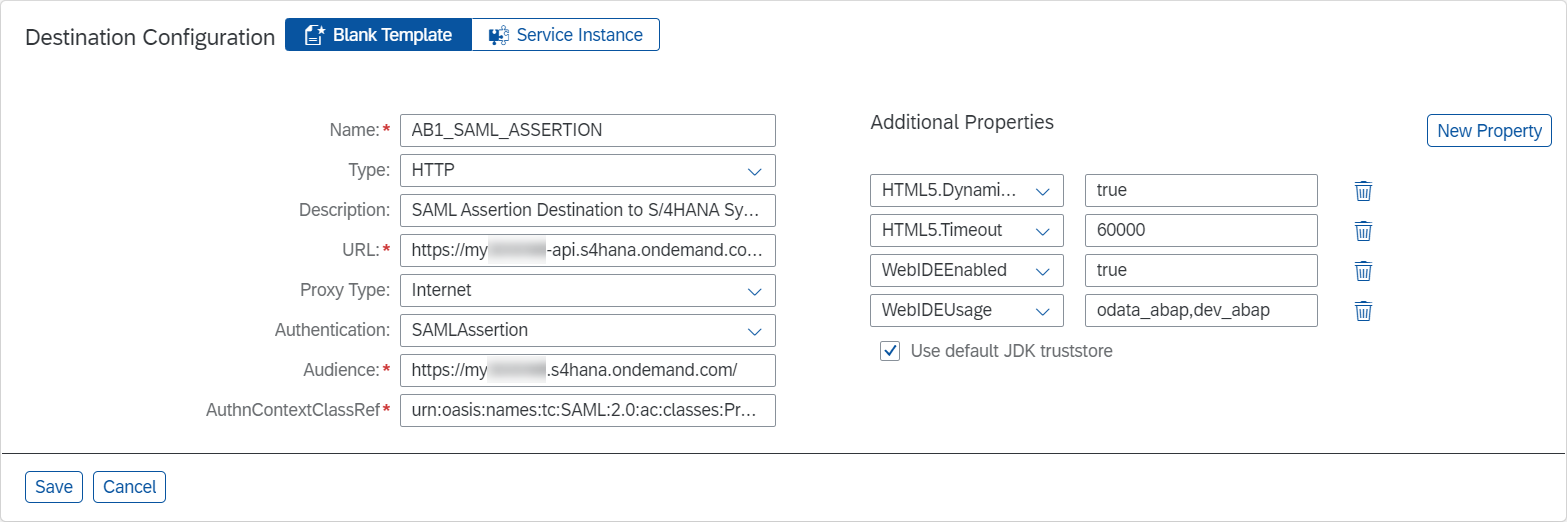 Destination Configuration Blank Template Service Instance
Name:* AB1_SAML_ASSERTION
Type: HTTP
Description: SAML Assertion Destination to S/4HANA Sy...
URL:* https://my -api.s4hana.ondemand.co...
Proxy Type: Internet
Authentication: SAMLAssertion
Audience:* https://my .s4hana.ondemand.com/
AuthnContextClassRef* urn:oasis:names:tc:SAML:2.0:ac:classes:Pr...
Additional Properties
New Property
HTML5.Dynami... true
HTML5.Timeout 60000
WebIDEEnabled true
WebIDEUsage odata_abap,dev_abap
Use default JDK truststore
Save Cancel